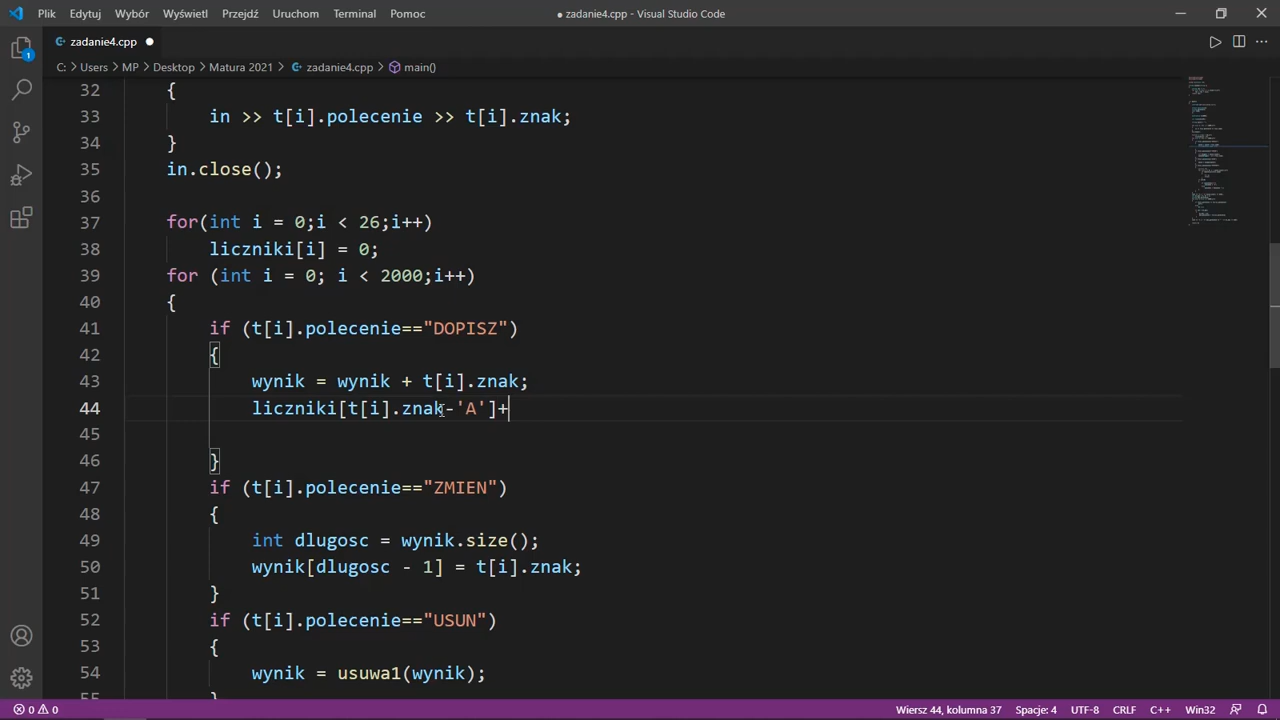 Plik Edytuj Wybór Wyświetl Przejdź Uruchom Terminal Pomoc ● zadanie4.cpp - Visual Studio Code
zadanie4.cpp ●
C: > Users > MP > Desktop > Matura 2021 > zadanie4.cpp > main()
32 {
33 in >> t[i].polecenie >> t[i].znak;
34 }
35 in.close();
36
37 for(int i = 0;i < 26;i++)
38 liczniki[i] = 0;
39 for (int i = 0; i < 2000;i++)
40 {
41 if (t[i].polecenie=="DOPISZ")
42 {
43 wynik = wynik + t[i].znak;
44 liczniki[t[i].znak-'A']+
45
46 }
47 if (t[i].polecenie=="ZMIEN")
48 {
49 int dlugosc = wynik.size();
50 wynik[dlugosc - 1] = t[i].znak;
51 }
52 if (t[i].polecenie=="USUN")
53 {
54 wynik = usuwa1(wynik);
55 }
0 0 Wiersz 44, kolumna 37 Spacje: 4 UTF-8 CRLF C++ Win32